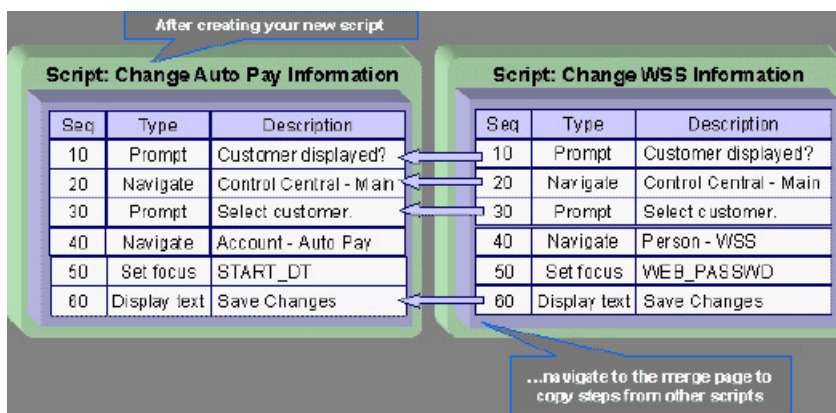 After creating your new script
Script: Change Auto Pay Information
Seq Type Description
10 Prompt Customer displayed?
20 Navigate Control Central - Main
30 Prompt Select customer.
40 Navigate Account - Auto Pay
50 Set focus START_DT
60 Display text Save Changes
Script: Change WSS Information
Seq Type Description
10 Prompt Customer displayed?
20 Navigate Control Central - Main
30 Prompt Select customer.
40 Navigate Person - WSS
50 Set focus WEB_PASSWD
60 Display text Save Changes
...navigate to the merge page to
copy steps from other scripts